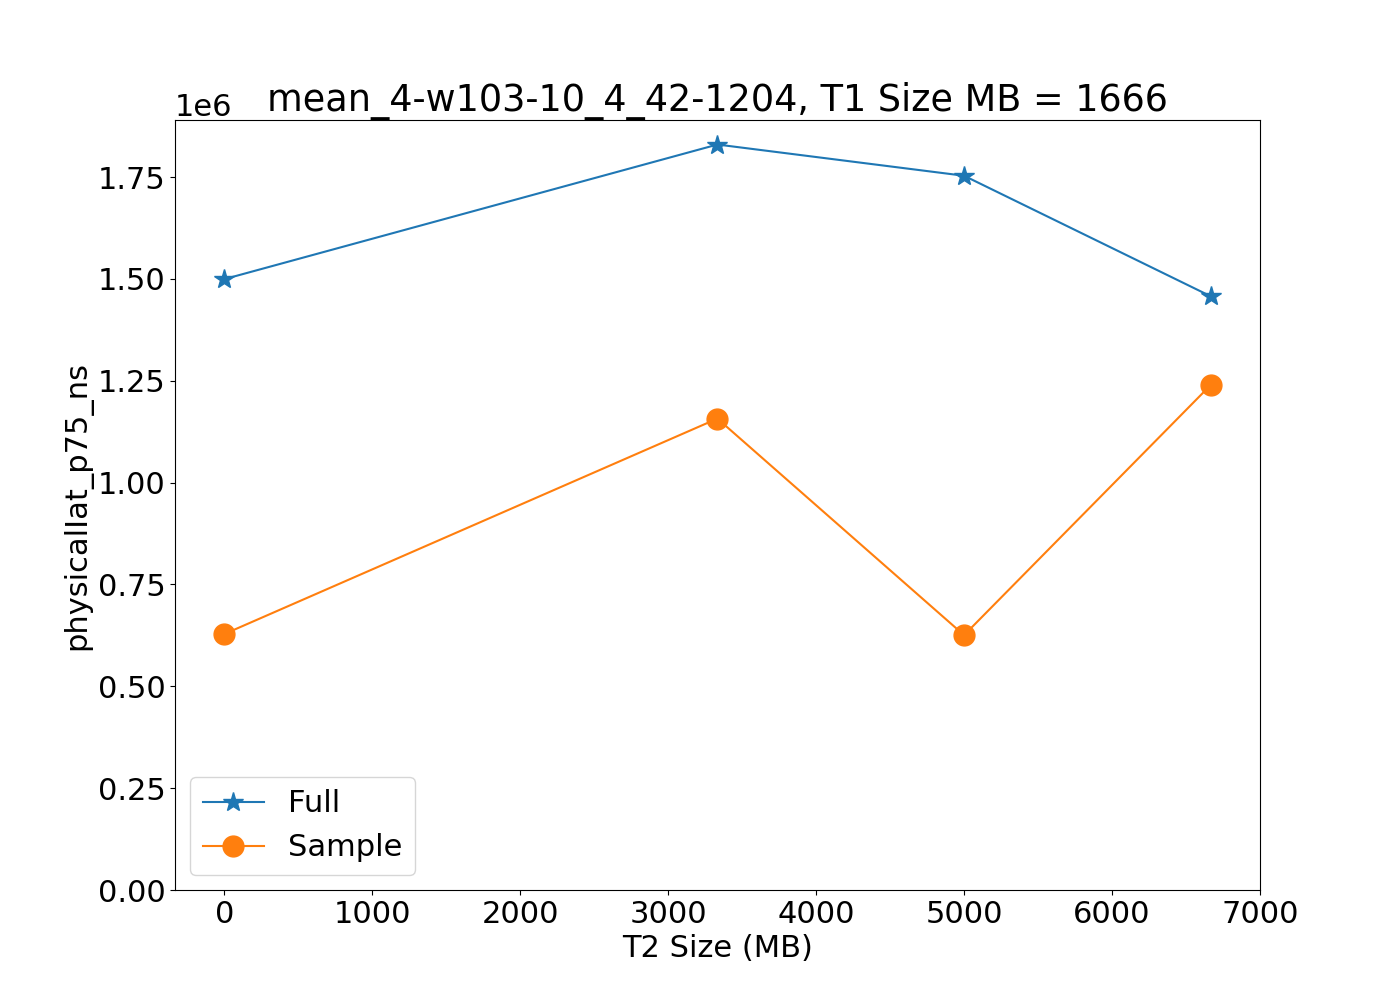 1e6
mean_4-w103-10_4_42-1204, T1 Size MB = 1666
1.75
1.50
1.25
1.00
0.75
0.50
0.25
0.00
physicallat_p75_ns
Full
Sample
0 1000 2000 3000 4000 5000 6000 7000
T2 Size (MB)